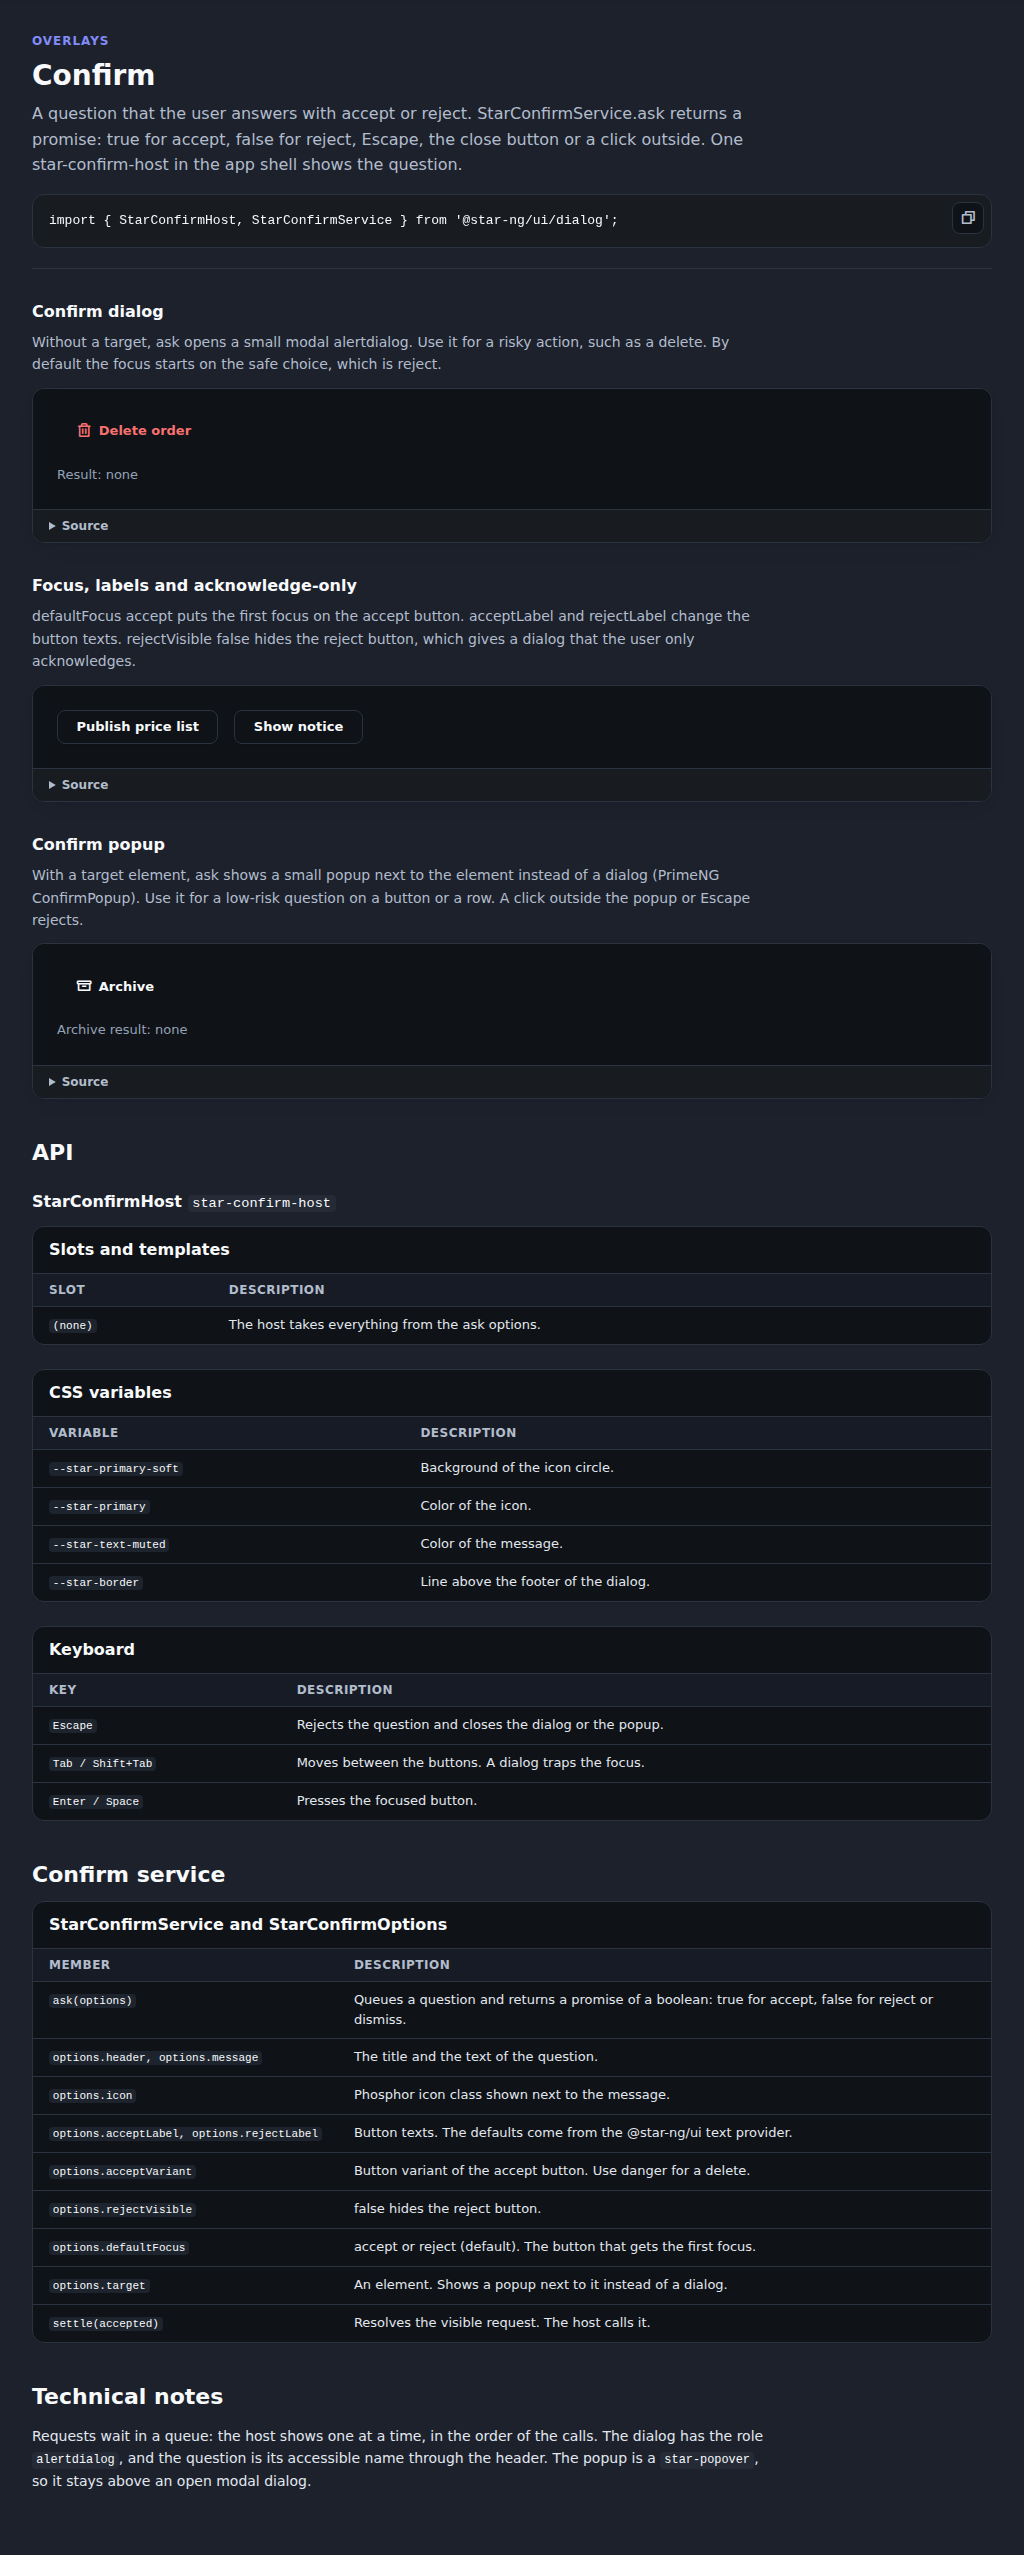 OVERLAYS
Confirm
A question that the user answers with accept or reject. StarConfirmService.ask returns a
promise: true for accept, false for reject, Escape, the close button or a click outside. One
star-confirm-host in the app shell shows the question.
import { StarConfirmHost, StarConfirmService } from '@star-ng/ui/dialog';
Confirm dialog
Without a target, ask opens a small modal alertdialog. Use it for a risky action, such as a delete. By
default the focus starts on the safe choice, which is reject.
Delete order
Result: none
Source
Focus, labels and acknowledge-only
defaultFocus accept puts the first focus on the accept button. acceptLabel and rejectLabel change the
button texts. rejectVisible false hides the reject button, which gives a dialog that the user only
acknowledges.
Publish price list Show notice
Source
Confirm popup
With a target element, ask shows a small popup next to the element instead of a dialog (PrimeNG
ConfirmPopup). Use it for a low-risk question on a button or a row. A click outside the popup or Escape
rejects.
Archive
Archive result: none
Source
API
StarConfirmHost star-confirm-host
Slots and templates
SLOT DESCRIPTION
(none) The host takes everything from the ask options.
CSS variables
VARIABLE DESCRIPTION
--star-primary-soft Background of the icon circle.
--star-primary Color of the icon.
--star-text-muted Color of the message.
--star-border Line above the footer of the dialog.
Keyboard
KEY DESCRIPTION
Escape Rejects the question and closes the dialog or the popup.
Tab / Shift+Tab Moves between the buttons. A dialog traps the focus.
Enter / Space Presses the focused button.
Confirm service
StarConfirmService and StarConfirmOptions
MEMBER DESCRIPTION
ask(options) Queues a question and returns a promise of a boolean: true for accept, false for reject or
dismiss.
options.header, options.message The title and the text of the question.
options.icon Phosphor icon class shown next to the message.
options.acceptLabel, options.rejectLabel Button texts. The defaults come from the @star-ng/ui text provider.
options.acceptVariant Button variant of the accept button. Use danger for a delete.
options.rejectVisible false hides the reject button.
options.defaultFocus accept or reject (default). The button that gets the first focus.
options.target An element. Shows a popup next to it instead of a dialog.
settle(accepted) Resolves the visible request. The host calls it.
Technical notes
Requests wait in a queue: the host shows one at a time, in the order of the calls. The dialog has the role
alertdialog, and the question is its accessible name through the header. The popup is a star-popover,
so it stays above an open modal dialog.